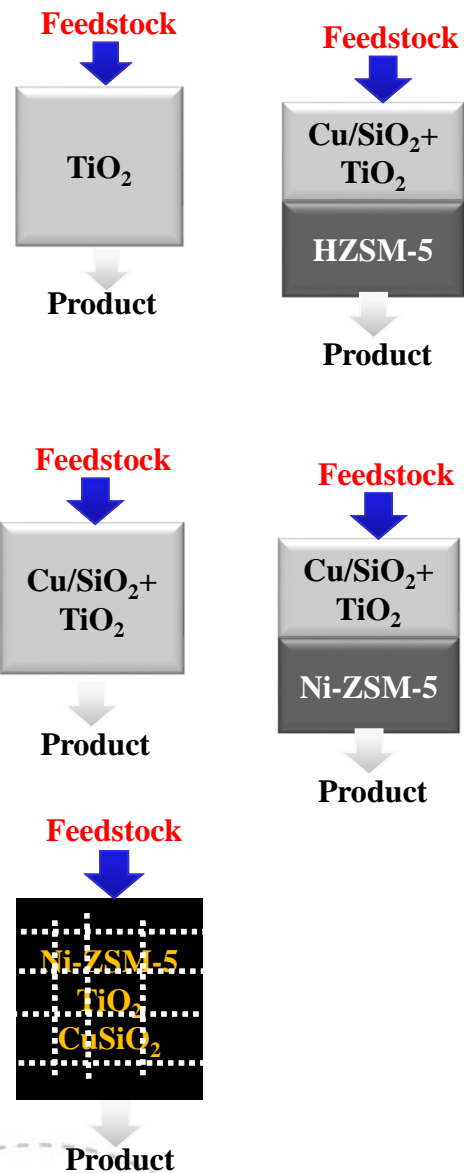 Feedstock
TiO₂
Product
Feedstock
Cu/SiO₂+
TiO₂
HZSM-5
Product
Feedstock
Cu/SiO₂+
TiO₂
Product
Feedstock
Cu/SiO₂+
TiO₂
Ni-ZSM-5
Product
Feedstock
Ni-ZSM-5
TiO₂
CuSiO₂
Product